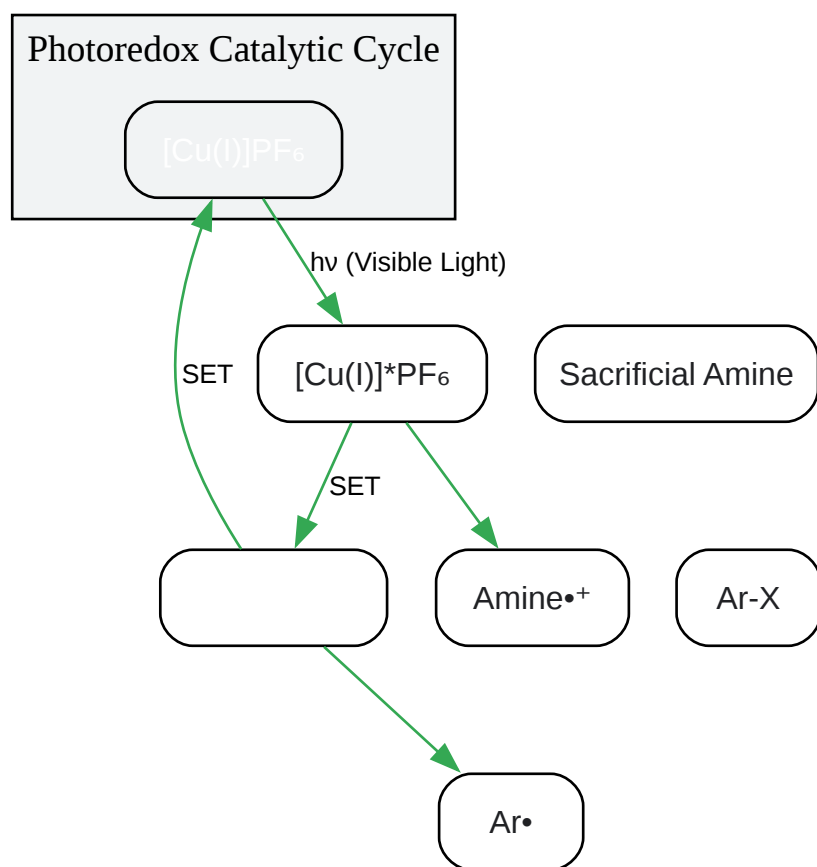 Photoredox Catalytic Cycle
[Cu(I)]PF₆
hν (Visible Light)
SET
[Cu(I)]*PF₆
Sacrificial Amine
SET
Amine•⁺
Ar-X
Ar•